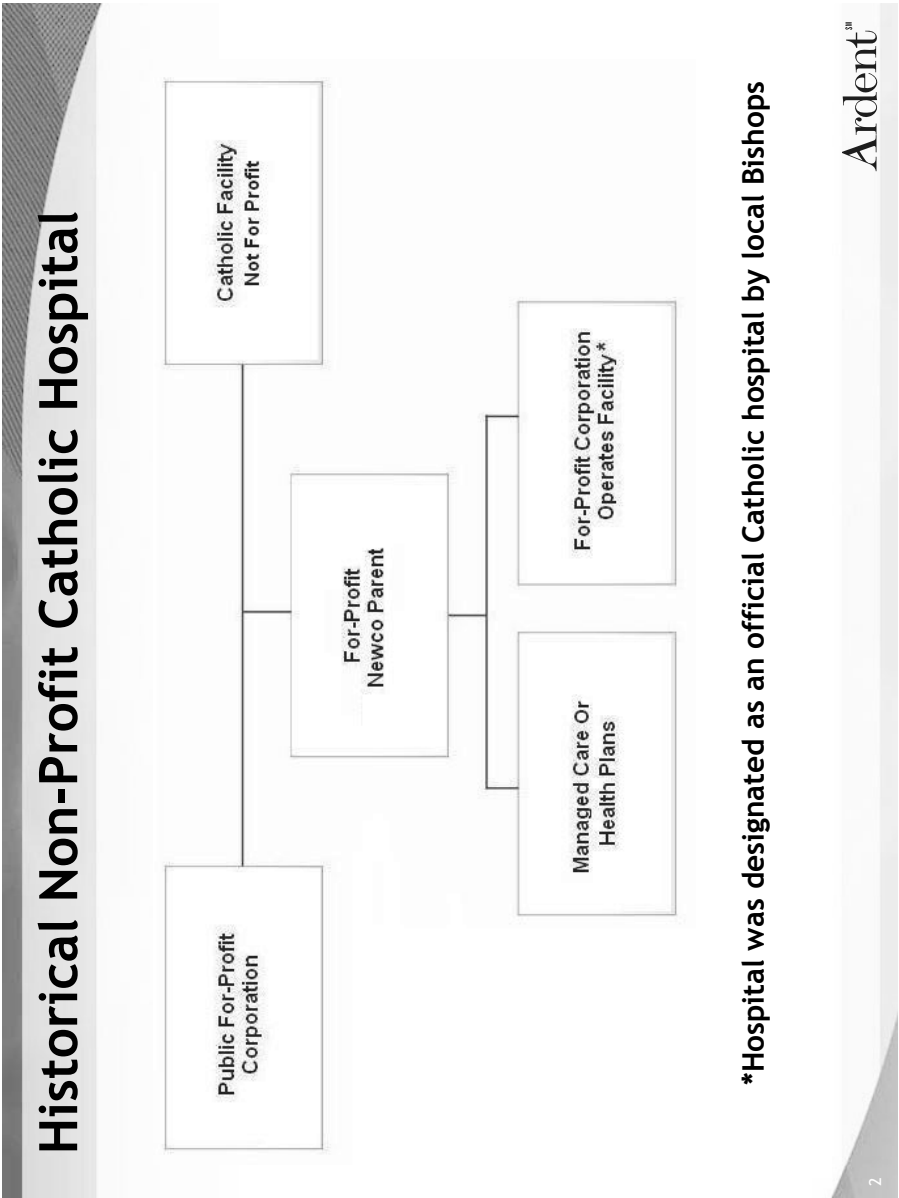 Historical Non-Profit Catholic Hospital
Public For-Profit
Corporation
Catholic Facility
Not For Profit
For-Profit
Newco Parent
Managed Care Or
Health Plans
For-Profit Corporation
Operates Facility*
*Hospital was designated as an official Catholic hospital by local Bishops
2
Ardent℠